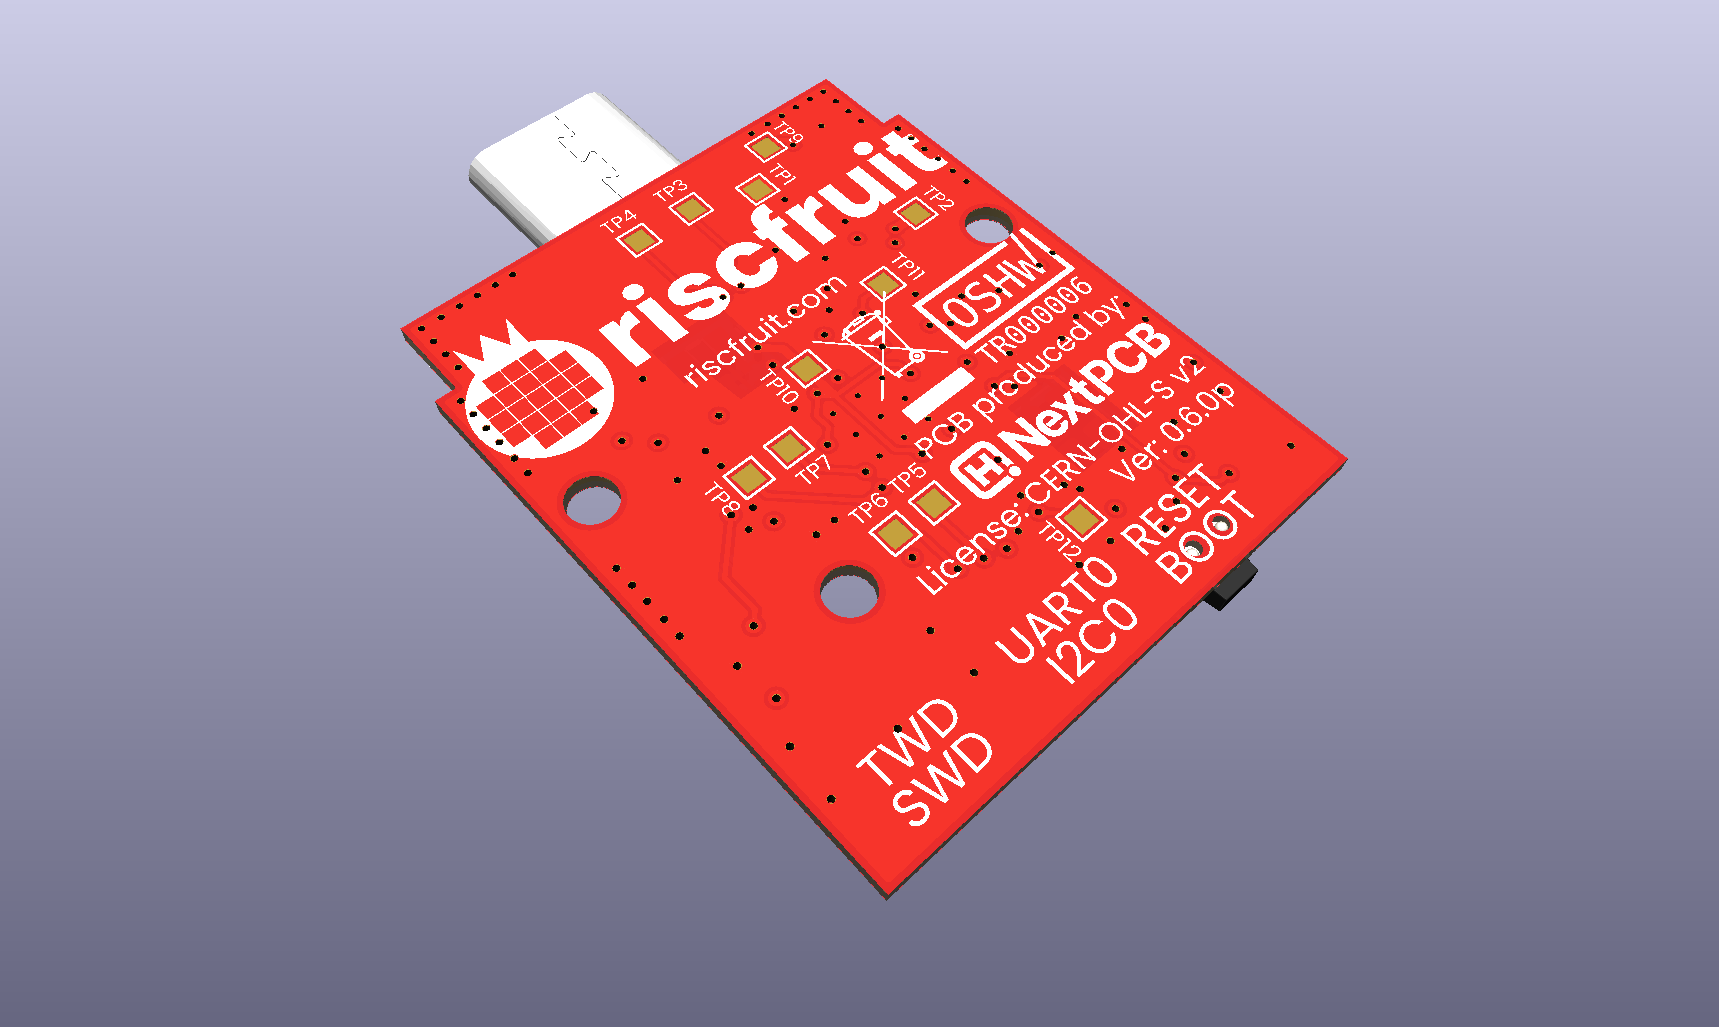 TP9
TP1
TP3
TP4
TP2
riscfruit
riscfruit.com
TP11
OSHW
TR000006
PCB produced by:
H! NextPCB
License: CERN-OHL-S v2
Ver: 0.6.0p
TP10
TP7
TP8
TP5
TP6
TP12
RESET
BOOT
UART0
I2C0
TWD
SWD